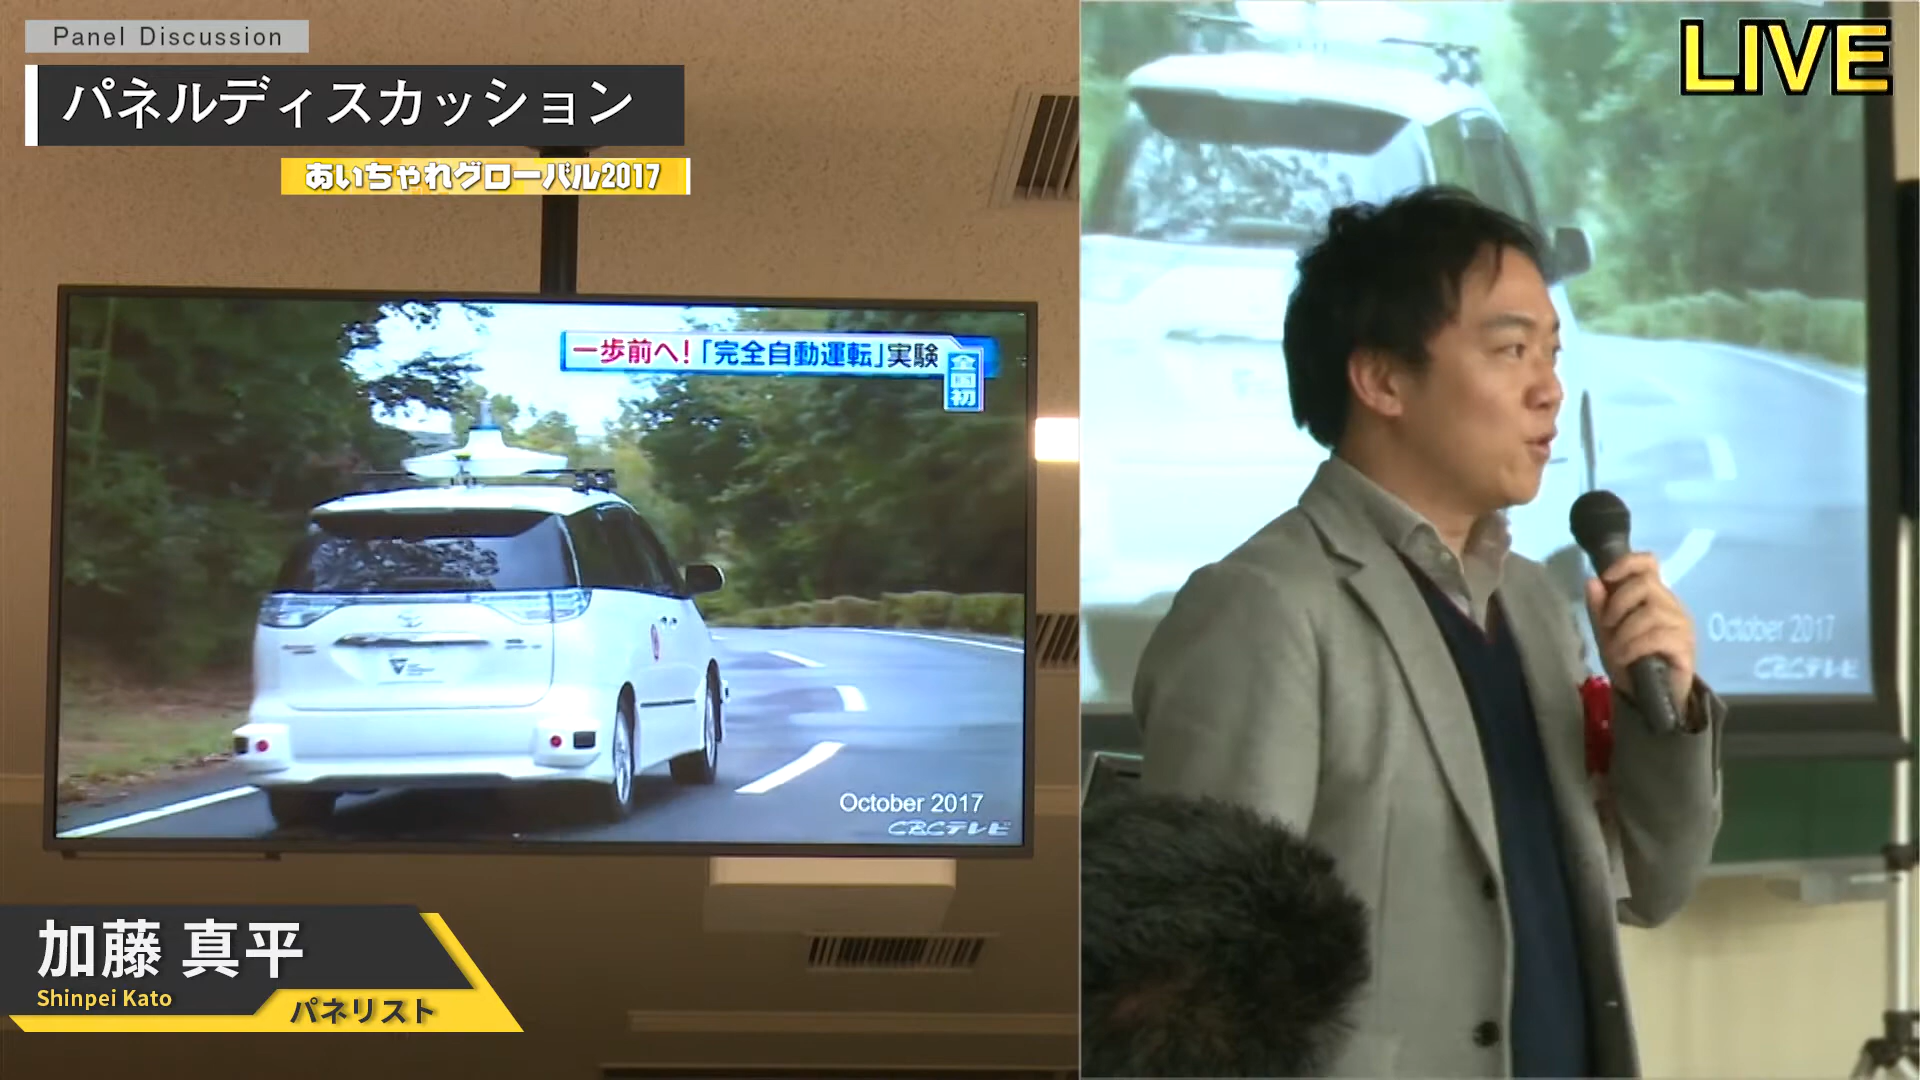 Panel Discussion
パネルディスカッション
あいちゃれグローバル2017
LIVE
一歩前へ!「完全自動運転」実験
全国初
October 2017
CBCテレビ
October 2017
CBCテレビ
加藤 真平
Shinpei Kato
パネリスト